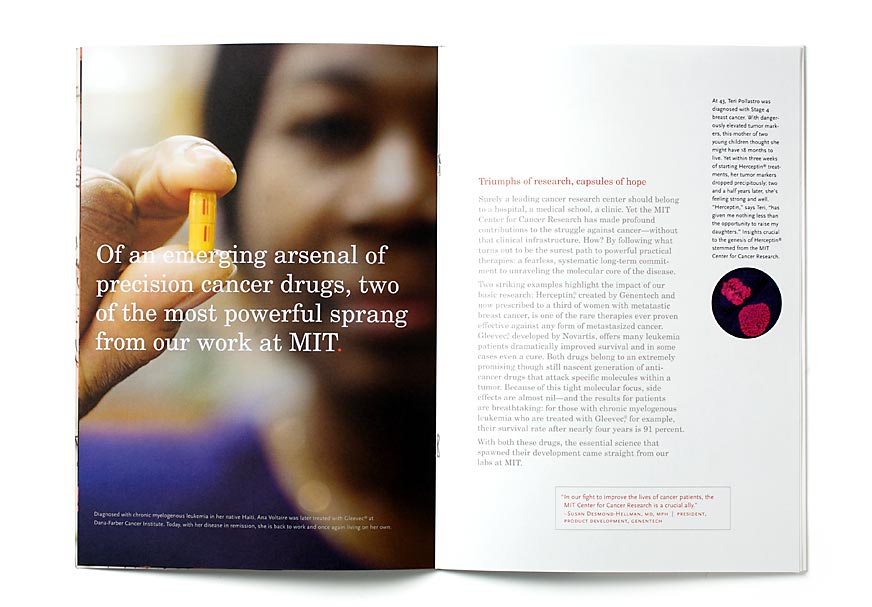 Of an emerging arsenal of
precision cancer drugs, two
of the most powerful sprang
from our work at MIT.
Diagnosed with chronic myelogenous leukemia in her native Haiti, Ana Voltaire was later treated with Gleevec® at
Dana-Farber Cancer Institute. Today, with her disease in remission, she is back to work and once again living on her own.
Triumphs of research, capsules of hope
Surely a leading cancer research center should belong
to a hospital, a medical school, a clinic. Yet the MIT
Center for Cancer Research has made profound
contributions to the struggle against cancer—without
that clinical infrastructure. How? By following what
turns out to be the surest path to powerful practical
therapies: a fearless, systematic long-term commit-
ment to unraveling the molecular core of the disease.
Two striking examples highlight the impact of our
basic research: Herceptin,® created by Genentech and
now prescribed to a third of women with metastatic
breast cancer, is one of the rare therapies ever proven
effective against any form of metastasized cancer.
Gleevec,® developed by Novartis, offers many leukemia
patients dramatically improved survival and in some
cases even a cure. Both drugs belong to an extremely
promising though still nascent generation of anti-
cancer drugs that attack specific molecules within a
tumor. Because of this tight molecular focus, side
effects are almost nil—and the results for patients
are breathtaking: for those with chronic myelogenous
leukemia who are treated with Gleevec,® for example,
their survival rate after nearly four years is 91 percent.
With both these drugs, the essential science that
spawned their development came straight from our
labs at MIT.
At 43, Teri Pollastro was
diagnosed with Stage 4
breast cancer. With danger-
ously elevated tumor mark-
ers, this mother of two
young children thought she
might have 18 months to
live. Yet within three weeks
of starting Herceptin® treat-
ments, her tumor markers
dropped precipitously: two
and a half years later, she's
feeling strong and well.
"Herceptin," says Teri, "has
given me nothing less than
the opportunity to raise my
daughters." Insights crucial
to the genesis of Herceptin®
stemmed from the MIT
Center for Cancer Research.
"In our fight to improve the lives of cancer patients, the
MIT Center for Cancer Research is a crucial ally."
- Susan Desmond-Hellman, MD, MPH | President,
Product Development, Genentech